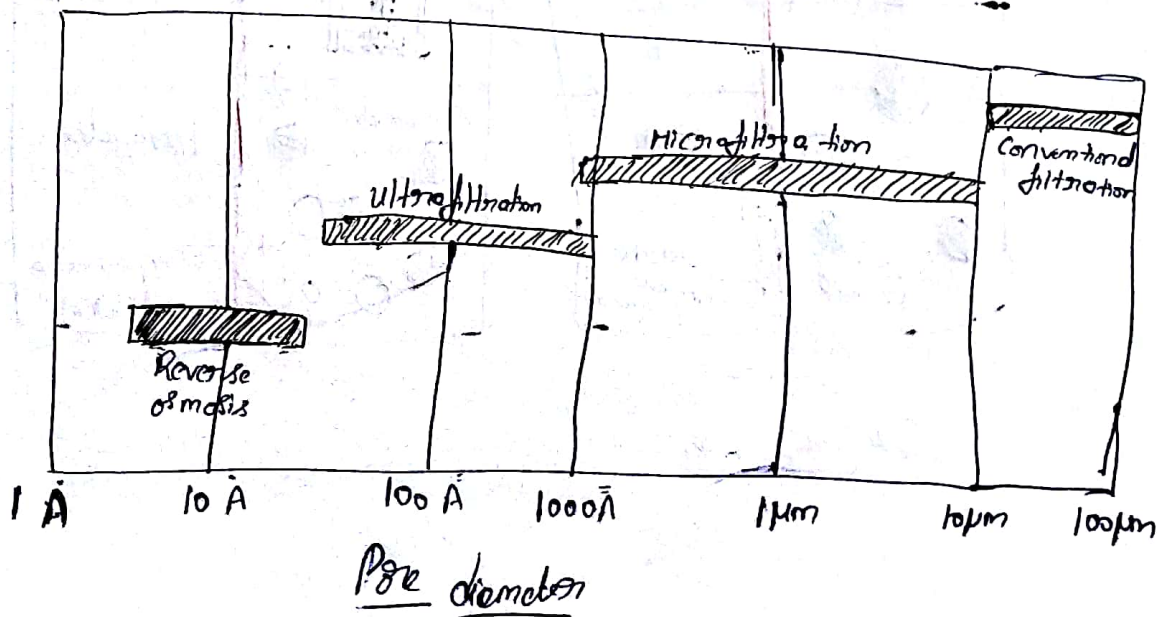 Microfiltration
Conventional
filtration
Ultrafiltration
Reverse
osmosis
1 Å
10 Å
100 Å
1000Å
1µm
10µm
100µm
Pore diameter